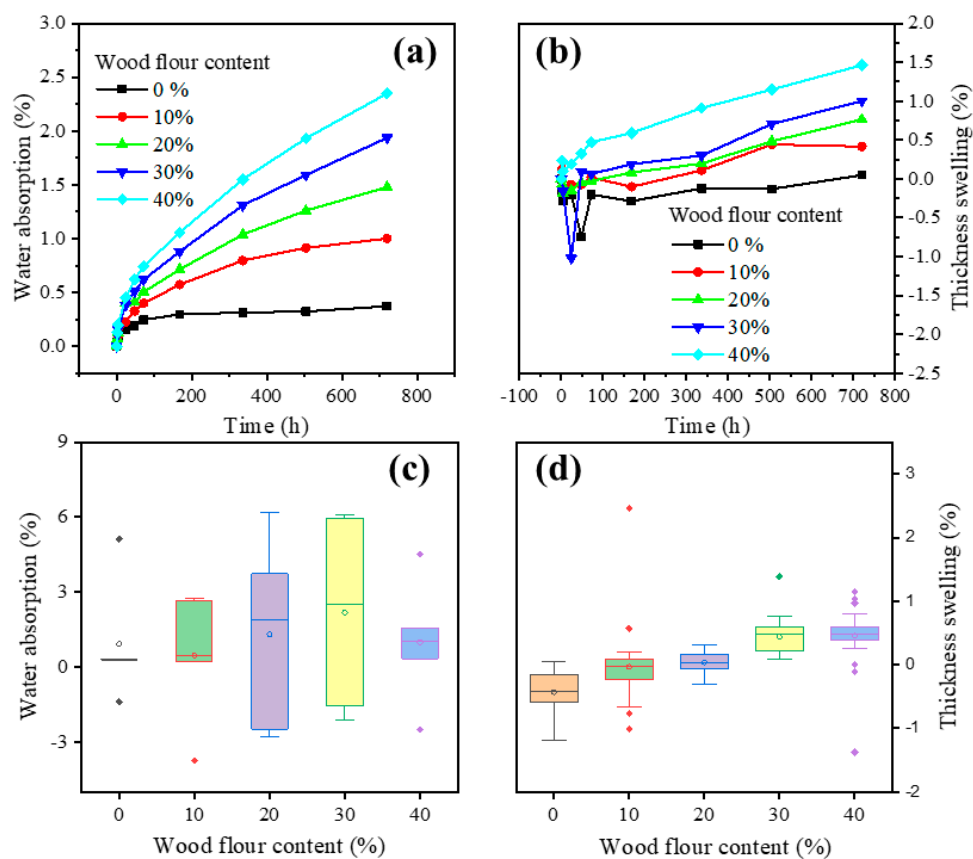 (a)
Wood flour content
0 %
10%
20%
30%
40%
3.0
2.5
2.0
1.5
1.0
0.5
0.0
Water absorption (%)
0 200 400 600 800
Time (h)
(b)
Wood flour content
0 %
10%
20%
30%
40%
2.0
1.5
1.0
0.5
0.0
-0.5
-1.0
-1.5
-2.0
-2.5
Thickness swelling (%)
-100 0 100 200 300 400 500 600 700 800
Time (h)
(c)
9
6
3
0
-3
Water absorption (%)
0 10 20 30 40
Wood flour content (%)
(d)
3
2
1
0
-1
-2
Thickness swelling (%)
0 10 20 30 40
Wood flour content (%)